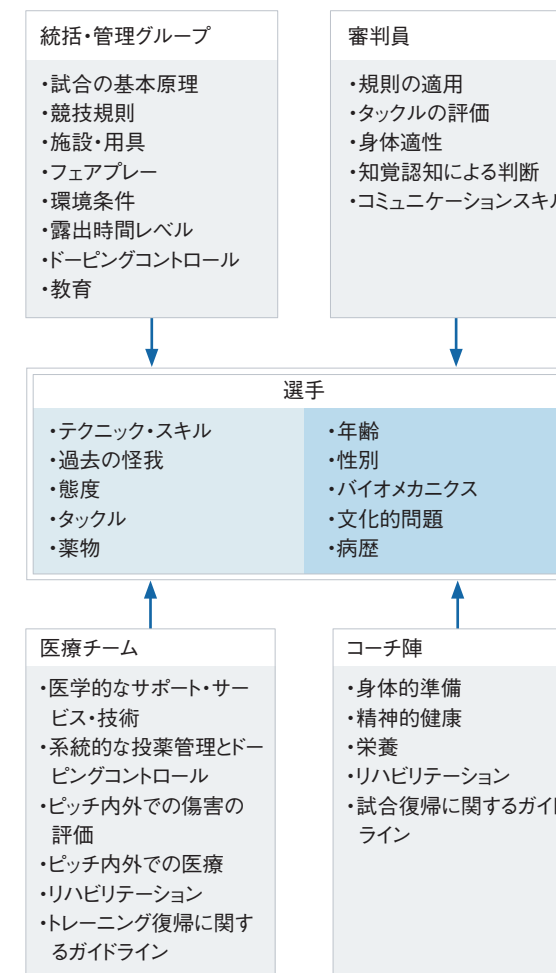 統括・管理グループ
・試合の基本原理
・競技規則
・施設・用具
・フェアプレー
・環境条件
・露出時間レベル
・ドーピングコントロール
・教育
審判員
・規則の適用
・タックルの評価
・身体適性
・知覚認知による判断
・コミュニケーションスキル
選手
・テクニック・スキル
・過去の怪我
・態度
・タックル
・薬物
・年齢
・性別
・バイオメカニクス
・文化的問題
・病歴
医療チーム
・医学的なサポート・サー
ビス・技術
・系統的な投薬管理とドー
ピングコントロール
・ピッチ内外での傷害の
評価
・ピッチ内外での医療
・リハビリテーション
・トレーニング復帰に関す
るガイドライン
コーチ陣
・身体的準備
・精神的健康
・栄養
・リハビリテーション
・試合復帰に関するガイド
ライン